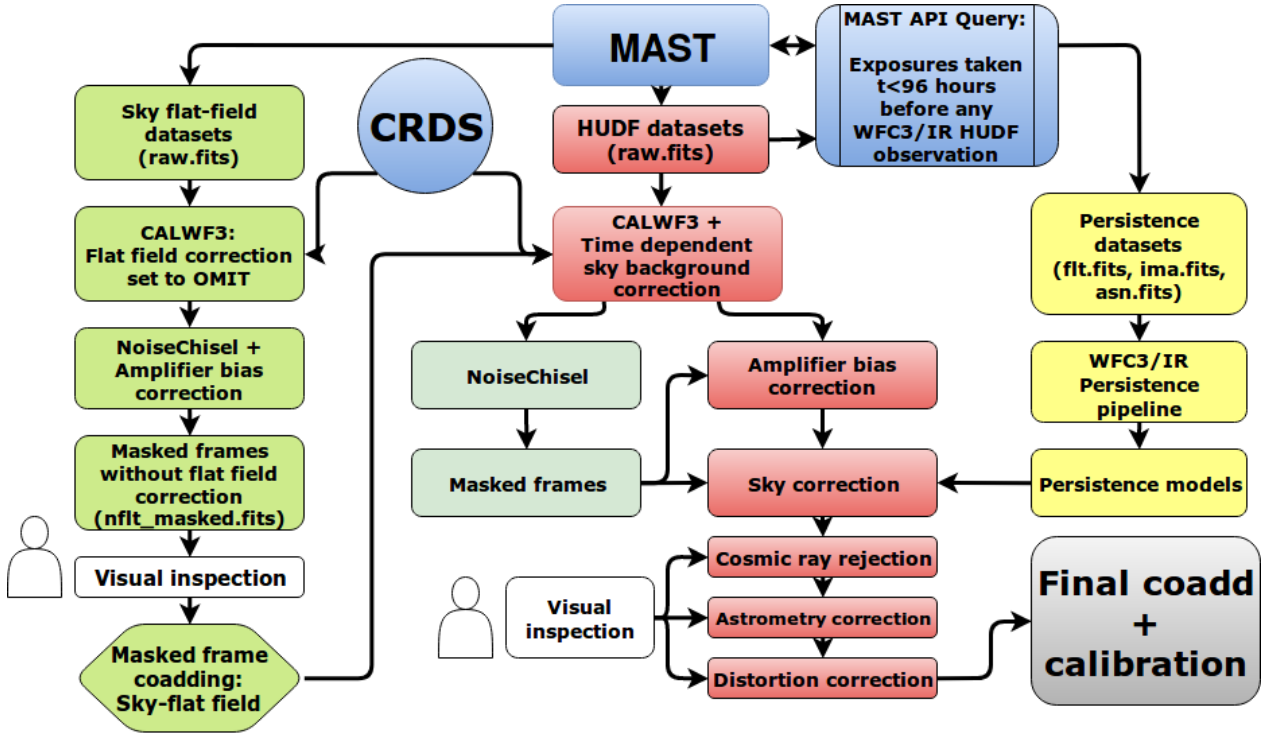 MAST
MAST API Query:
Exposures taken
t<96 hours
before any
WFC3/IR HUDF
observation
Sky flat-field
datasets
(raw.fits)
CRDS
HUDF datasets
(raw.fits)
CALWF3:
Flat field correction
set to OMIT
CALWF3 +
Time dependent
sky background
correction
Persistence
datasets
(flt.fits, ima.fits,
asn.fits)
NoiseChisel +
Amplifier bias
correction
NoiseChisel
Amplifier bias
correction
WFC3/IR
Persistence
pipeline
Masked frames
without flat field
correction
(nflt_masked.fits)
Masked frames
Sky correction
Persistence models
Visual inspection
Visual
inspection
Cosmic ray rejection
Astrometry correction
Distortion correction
Final coadd
+
calibration
Masked frame
coadding:
Sky-flat field